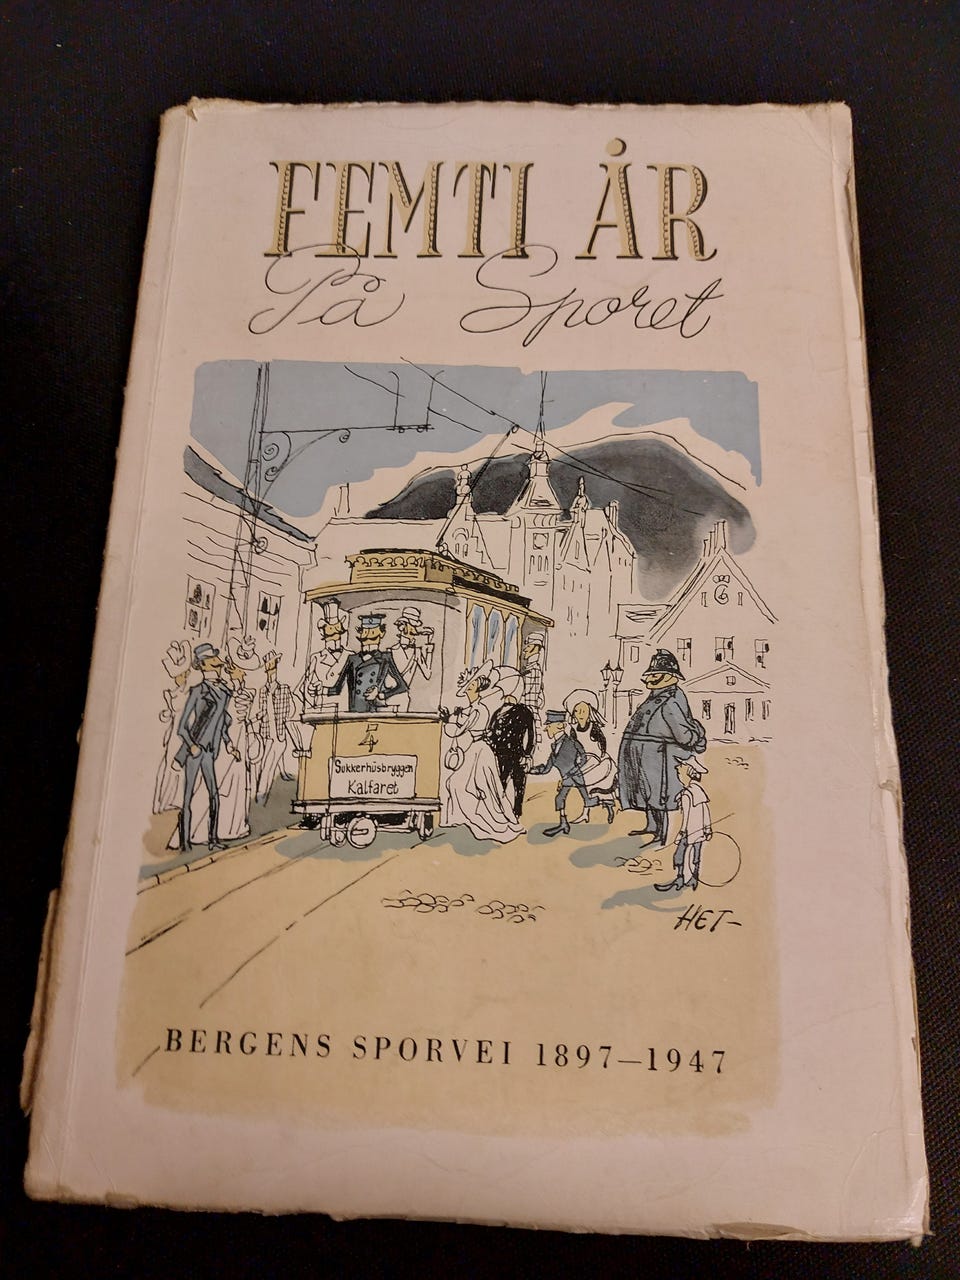 FEMTI ÅR
På Sporet
4
Sukkerhusbryggen
Kalfaret
HET-
BERGENS SPORVEI 1897–1947